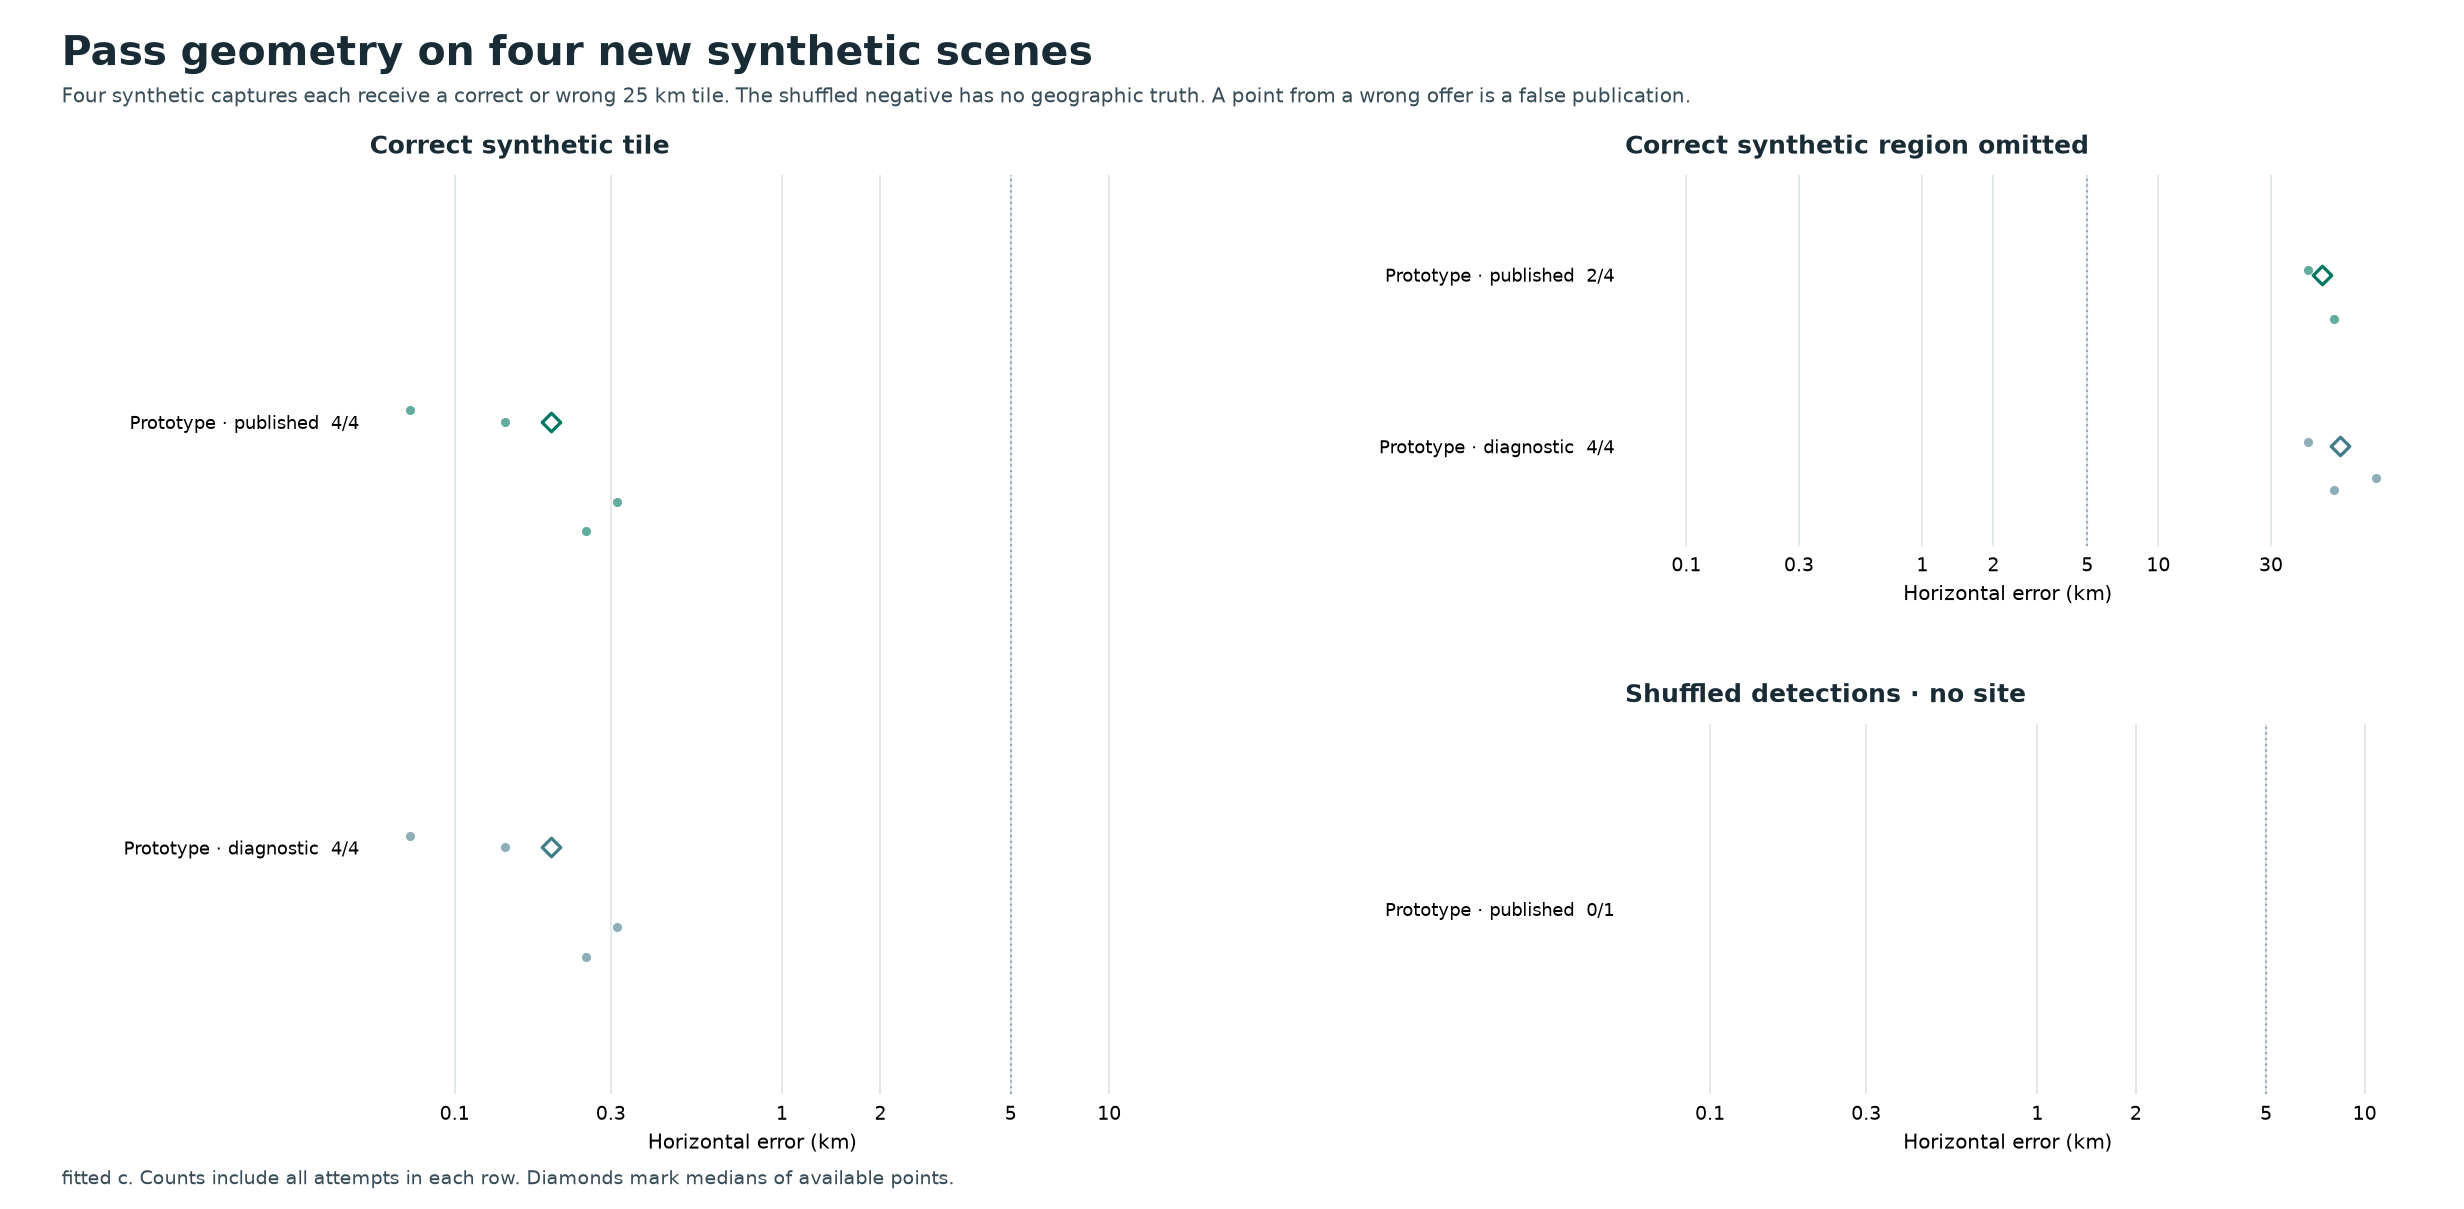 Pass geometry on four new synthetic scenes
Four synthetic captures each receive a correct or wrong 25 km tile. The shuffled negative has no geographic truth. A point from a wrong offer is a false publication.
Correct synthetic tile
Prototype · published 4/4
Prototype · diagnostic 4/4
0.1 0.3 1 2 5 10
Horizontal error (km)
Correct synthetic region omitted
Prototype · published 2/4
Prototype · diagnostic 4/4
0.1 0.3 1 2 5 10 30
Horizontal error (km)
Shuffled detections · no site
Prototype · published 0/1
0.1 0.3 1 2 5 10
Horizontal error (km)
fitted c. Counts include all attempts in each row. Diamonds mark medians of available points.